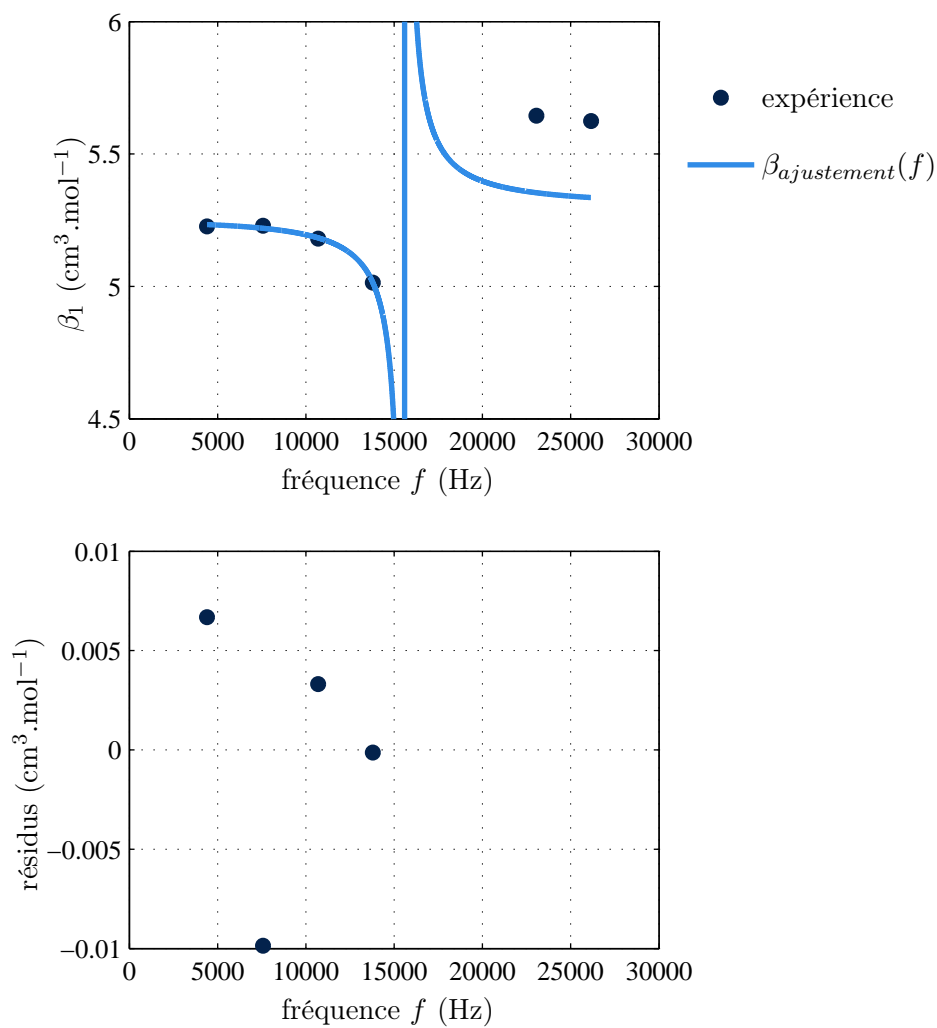 6
5.5
5
4.5
β₁ (cm³.mol⁻¹)
0 5000 10000 15000 20000 25000 30000
fréquence f (Hz)
expérience
βajustement(f)
0.01
0.005
0
−0.005
−0.01
résidus (cm³.mol⁻¹)
0 5000 10000 15000 20000 25000 30000
fréquence f (Hz)